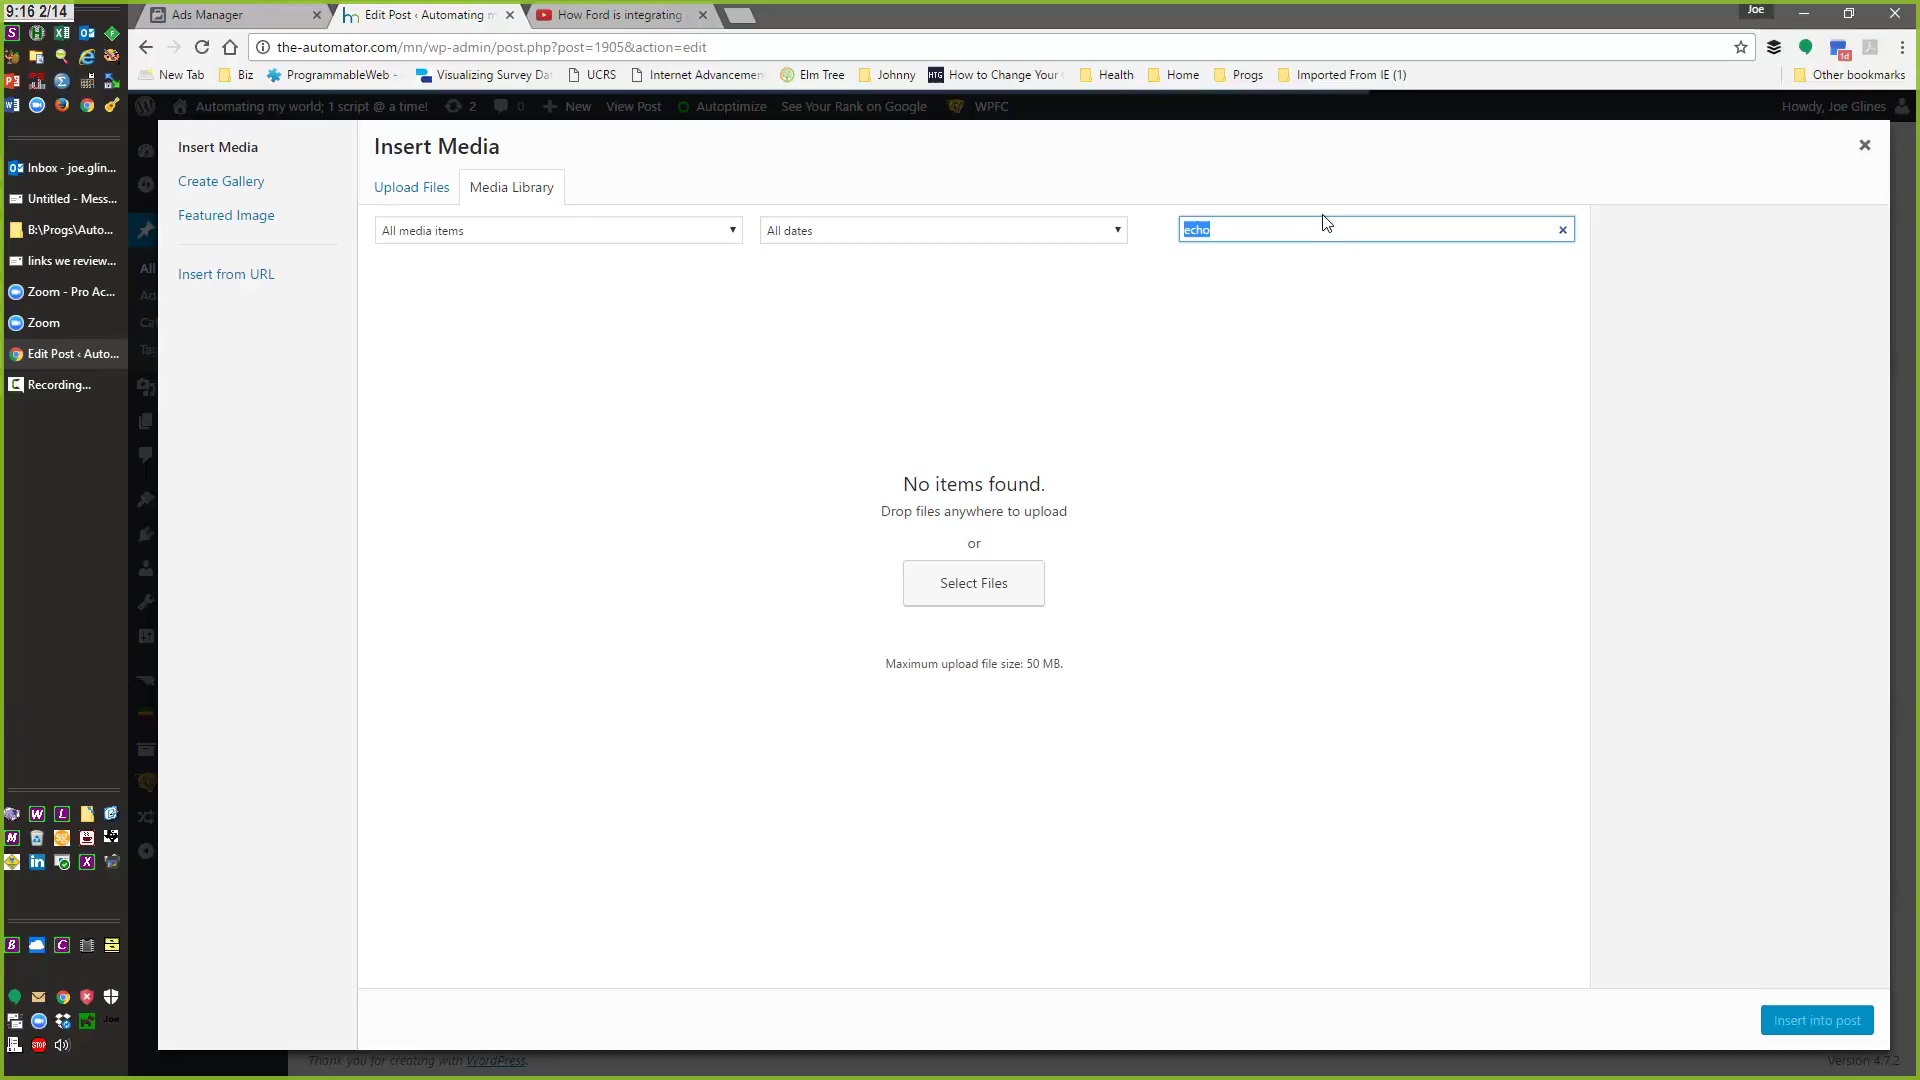 9:16 2/14
Ads Manager
Edit Post ‹ Automating m
How Ford is integrating
Joe
the-automator.com/mn/wp-admin/post.php?post=1905&action=edit
New Tab
Biz
ProgrammableWeb -
Visualizing Survey Da
UCRS
Internet Advancemen
Elm Tree
Johnny
HTG
How to Change Your
Health
Home
Progs
Imported From IE (1)
Other bookmarks
Automating my world; 1 script @ a time!
2
0
New
View Post
Autoptimize
See Your Rank on Google
WPFC
Howdy, Joe Glines
Inbox - joe.glin...
Untitled - Mess...
B:\Progs\Auto...
links we review...
Zoom - Pro Ac...
Zoom
Edit Post ‹ Auto...
Recording...
Insert Media
Create Gallery
Featured Image
Insert from URL
Insert Media
Upload Files
Media Library
All media items
All dates
echo
No items found.
Drop files anywhere to upload
or
Select Files
Maximum upload file size: 50 MB.
Insert into post
Thank you for creating with WordPress.
Version 4.7.2